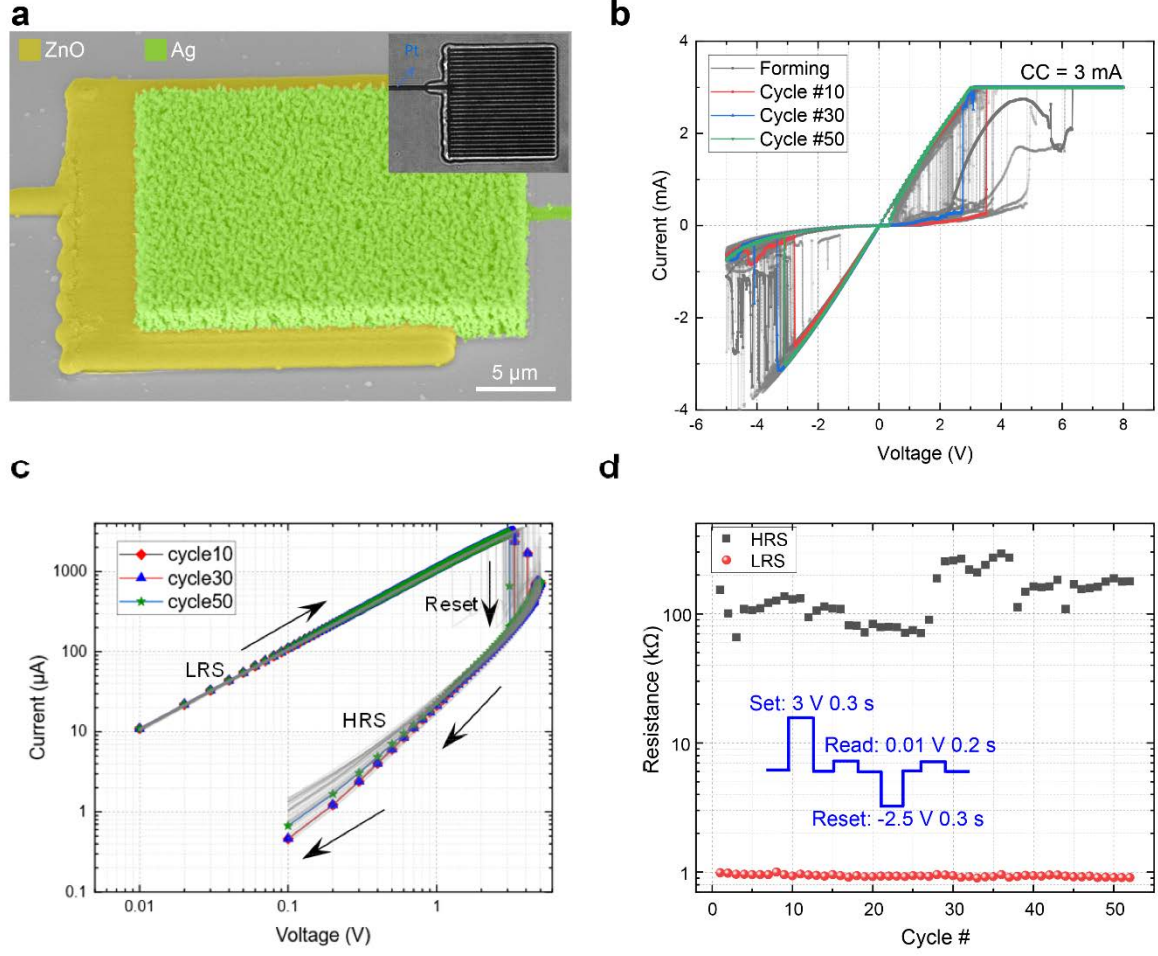 a
ZnO
Ag
Pt
5 µm
b
Forming
Cycle #10
Cycle #30
Cycle #50
CC = 3 mA
Current (mA)
4
2
0
-2
-4
-6
-4
-2
0
2
4
6
8
Voltage (V)
c
cycle10
cycle30
cycle50
Reset
LRS
HRS
Current (µA)
1000
100
10
1
0.1
0.01
0.1
1
Voltage (V)
d
HRS
LRS
Resistance (kΩ)
100
10
1
Set: 3 V 0.3 s
Read: 0.01 V 0.2 s
Reset: -2.5 V 0.3 s
0
10
20
30
40
50
Cycle #